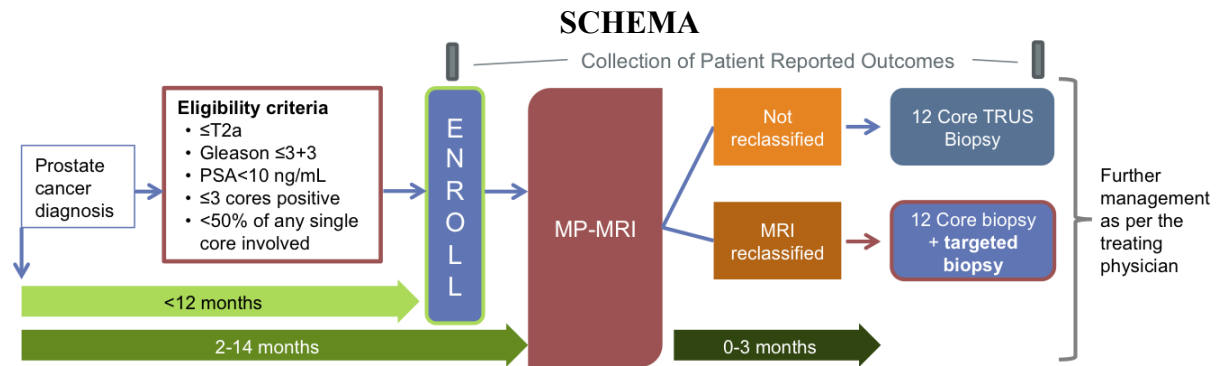 SCHEMA
Collection of Patient Reported Outcomes
Prostate
cancer
diagnosis
Eligibility criteria
• ≤T2a
• Gleason ≤3+3
• PSA<10 ng/mL
• ≤3 cores positive
• <50% of any single
core involved
E
N
R
O
L
L
MP-MRI
Not
reclassified
12 Core TRUS
Biopsy
MRI
reclassified
12 Core biopsy
+ targeted
biopsy
Further
management
as per the
treating
physician
<12 months
2-14 months
0-3 months